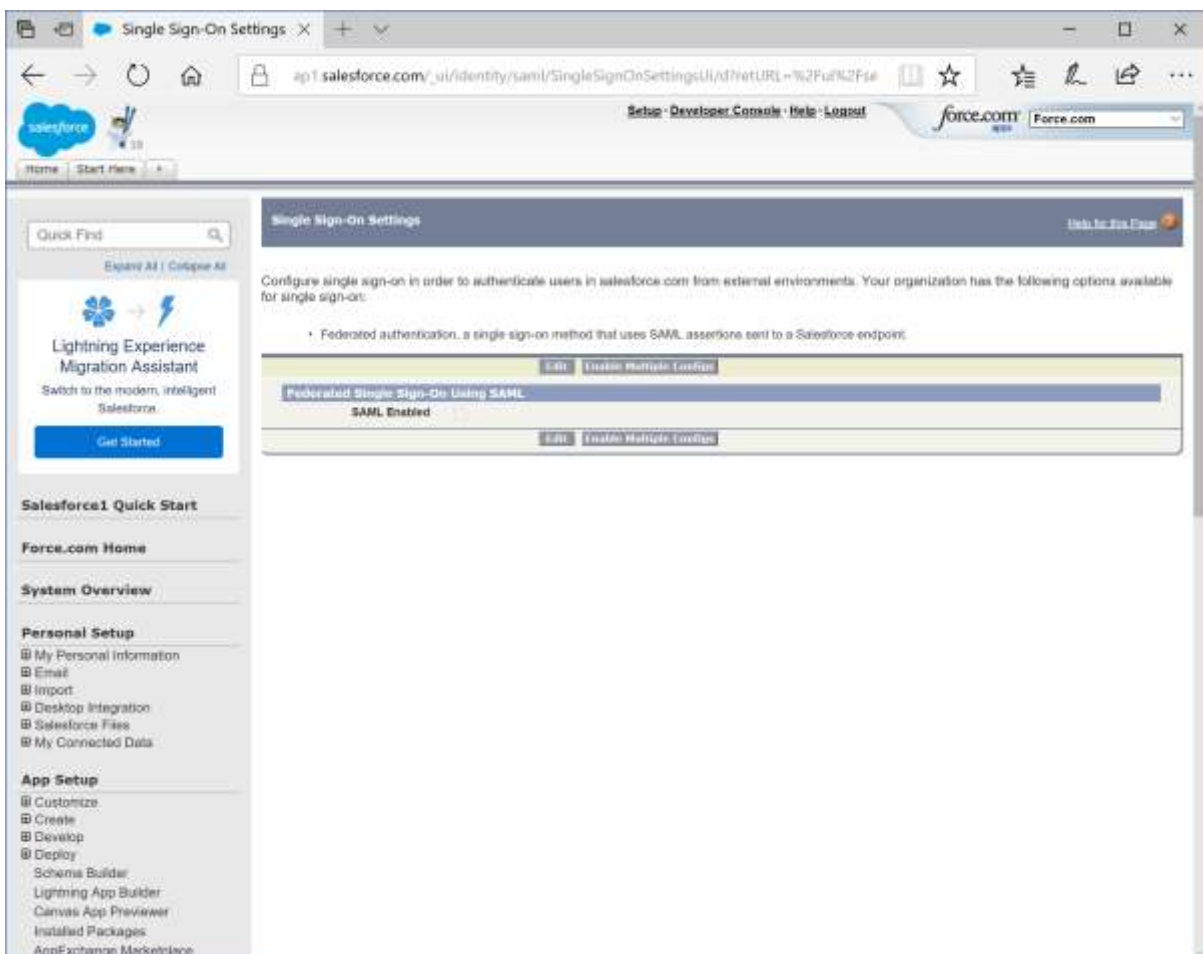 Single Sign-On Settings
ap1.salesforce.com/_ui/identity/saml/SingleSignOnSettingsUi/d?retURL=%2Fui%2Fse
salesforce
18
Setup · Developer Console · Help · Logout
force.com
apps
Force.com
Home
Start Here
+
Quick Find
Expand All | Collapse All
Lightning Experience
Migration Assistant
Switch to the modern, intelligent
Salesforce.
Get Started
Salesforce1 Quick Start
Force.com Home
System Overview
Personal Setup
My Personal Information
Email
Import
Desktop Integration
Salesforce Files
My Connected Data
App Setup
Customize
Create
Develop
Deploy
Schema Builder
Lightning App Builder
Canvas App Previewer
Installed Packages
AppExchange Marketplace
Single Sign-On Settings
Help for this Page
Configure single sign-on in order to authenticate users in salesforce.com from external environments. Your organization has the following options available
for single sign-on:
• Federated authentication, a single sign-on method that uses SAML assertions sent to a Salesforce endpoint.
Edit Enable Multiple Configs
Federated Single Sign-On Using SAML
SAML Enabled
Edit Enable Multiple Configs